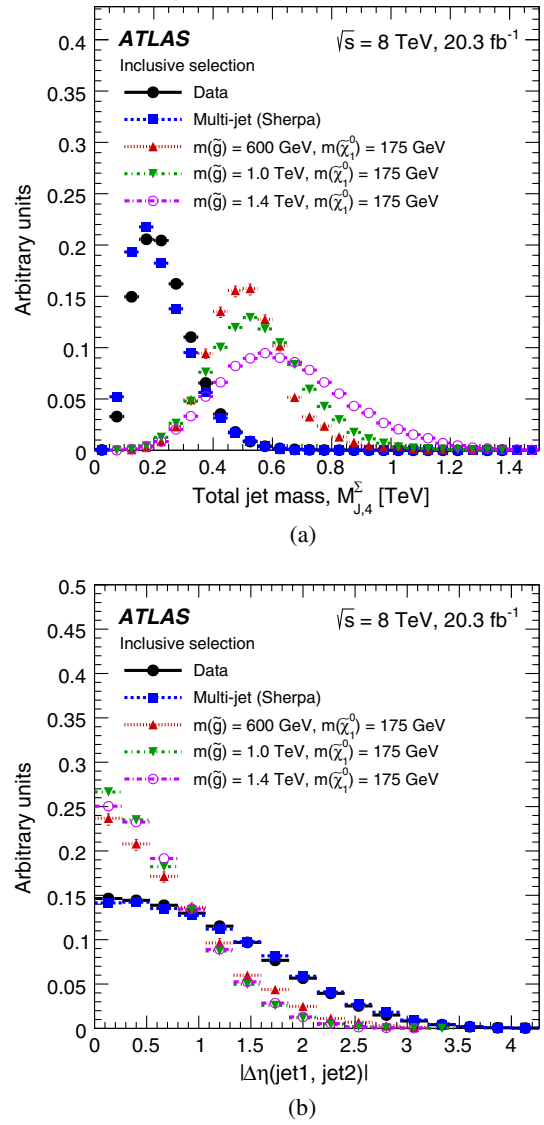 ATLAS √s = 8 TeV, 20.3 fb⁻¹
Inclusive selection
Data
Multi-jet (Sherpa)
m(g̃) = 600 GeV, m(χ̃₁⁰) = 175 GeV
m(g̃) = 1.0 TeV, m(χ̃₁⁰) = 175 GeV
m(g̃) = 1.4 TeV, m(χ̃₁⁰) = 175 GeV
Arbitrary units
0.4
0.35
0.3
0.25
0.2
0.15
0.1
0.05
0
0 0.2 0.4 0.6 0.8 1.0 1.2 1.4
Total jet mass, M^Σ_J,4 [TeV]
(a)
ATLAS √s = 8 TeV, 20.3 fb⁻¹
Inclusive selection
Data
Multi-jet (Sherpa)
m(g̃) = 600 GeV, m(χ̃₁⁰) = 175 GeV
m(g̃) = 1.0 TeV, m(χ̃₁⁰) = 175 GeV
m(g̃) = 1.4 TeV, m(χ̃₁⁰) = 175 GeV
Arbitrary units
0.5
0.45
0.4
0.35
0.3
0.25
0.2
0.15
0.1
0.05
0
0 0.5 1.0 1.5 2.0 2.5 3.0 3.5 4.0
|Δη(jet1, jet2)|
(b)